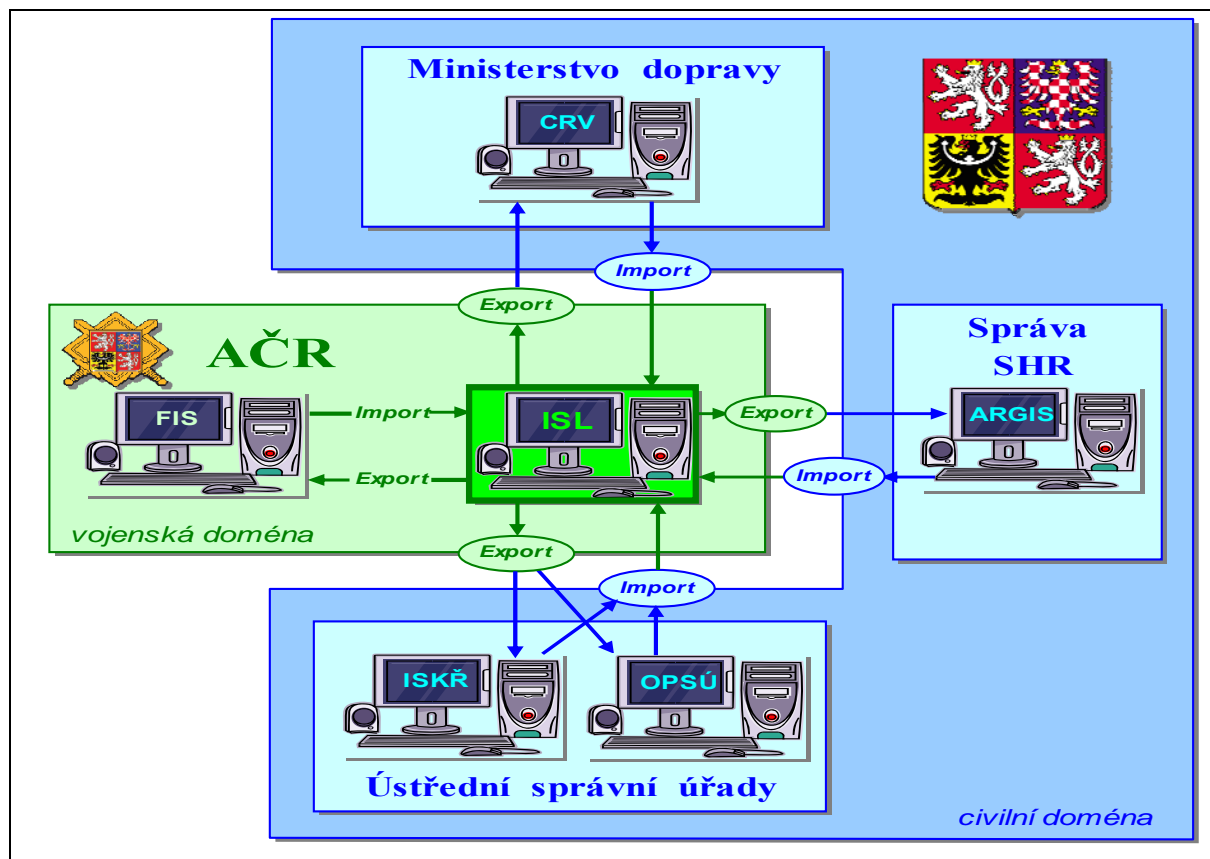 Ministerstvo dopravy
CRV
Import
Export
AČR
Správa
SHR
FIS
Import
ISL
Export
ARGIS
Export
Import
vojenská doména
Export
Import
ISKŘ
OPSÚ
Ústřední správní úřady
civilní doména